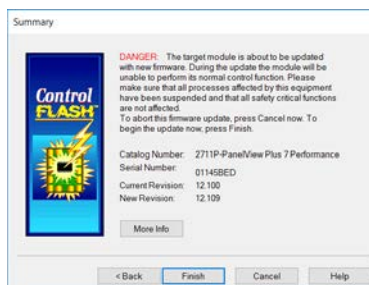 Summary
Control
FLASH
DANGER: The target module is about to be updated
with new firmware. During the update the module will be
unable to perform its normal control function. Please
make sure that all processes affected by this equipment
have been suspended and that all safety critical functions
are not affected.
To abort this firmware update, press Cancel now. To
begin the update now, press Finish.
Catalog Number: 2711P-PanelView Plus 7 Performance
Serial Number: 01145BED
Current Revision: 12.100
New Revision: 12.109
More Info
< Back Finish Cancel Help